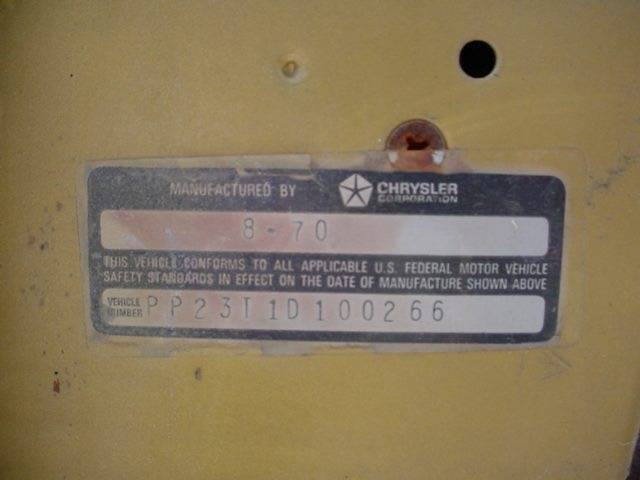 MANUFACTURED BY CHRYSLER CORPORATION
8-70
THIS VEHICLE CONFORMS TO ALL APPLICABLE U.S. FEDERAL MOTOR VEHICLE
SAFETY STANDARDS IN EFFECT ON THE DATE OF MANUFACTURE SHOWN ABOVE
VEHICLE NUMBER PP23T1D100266